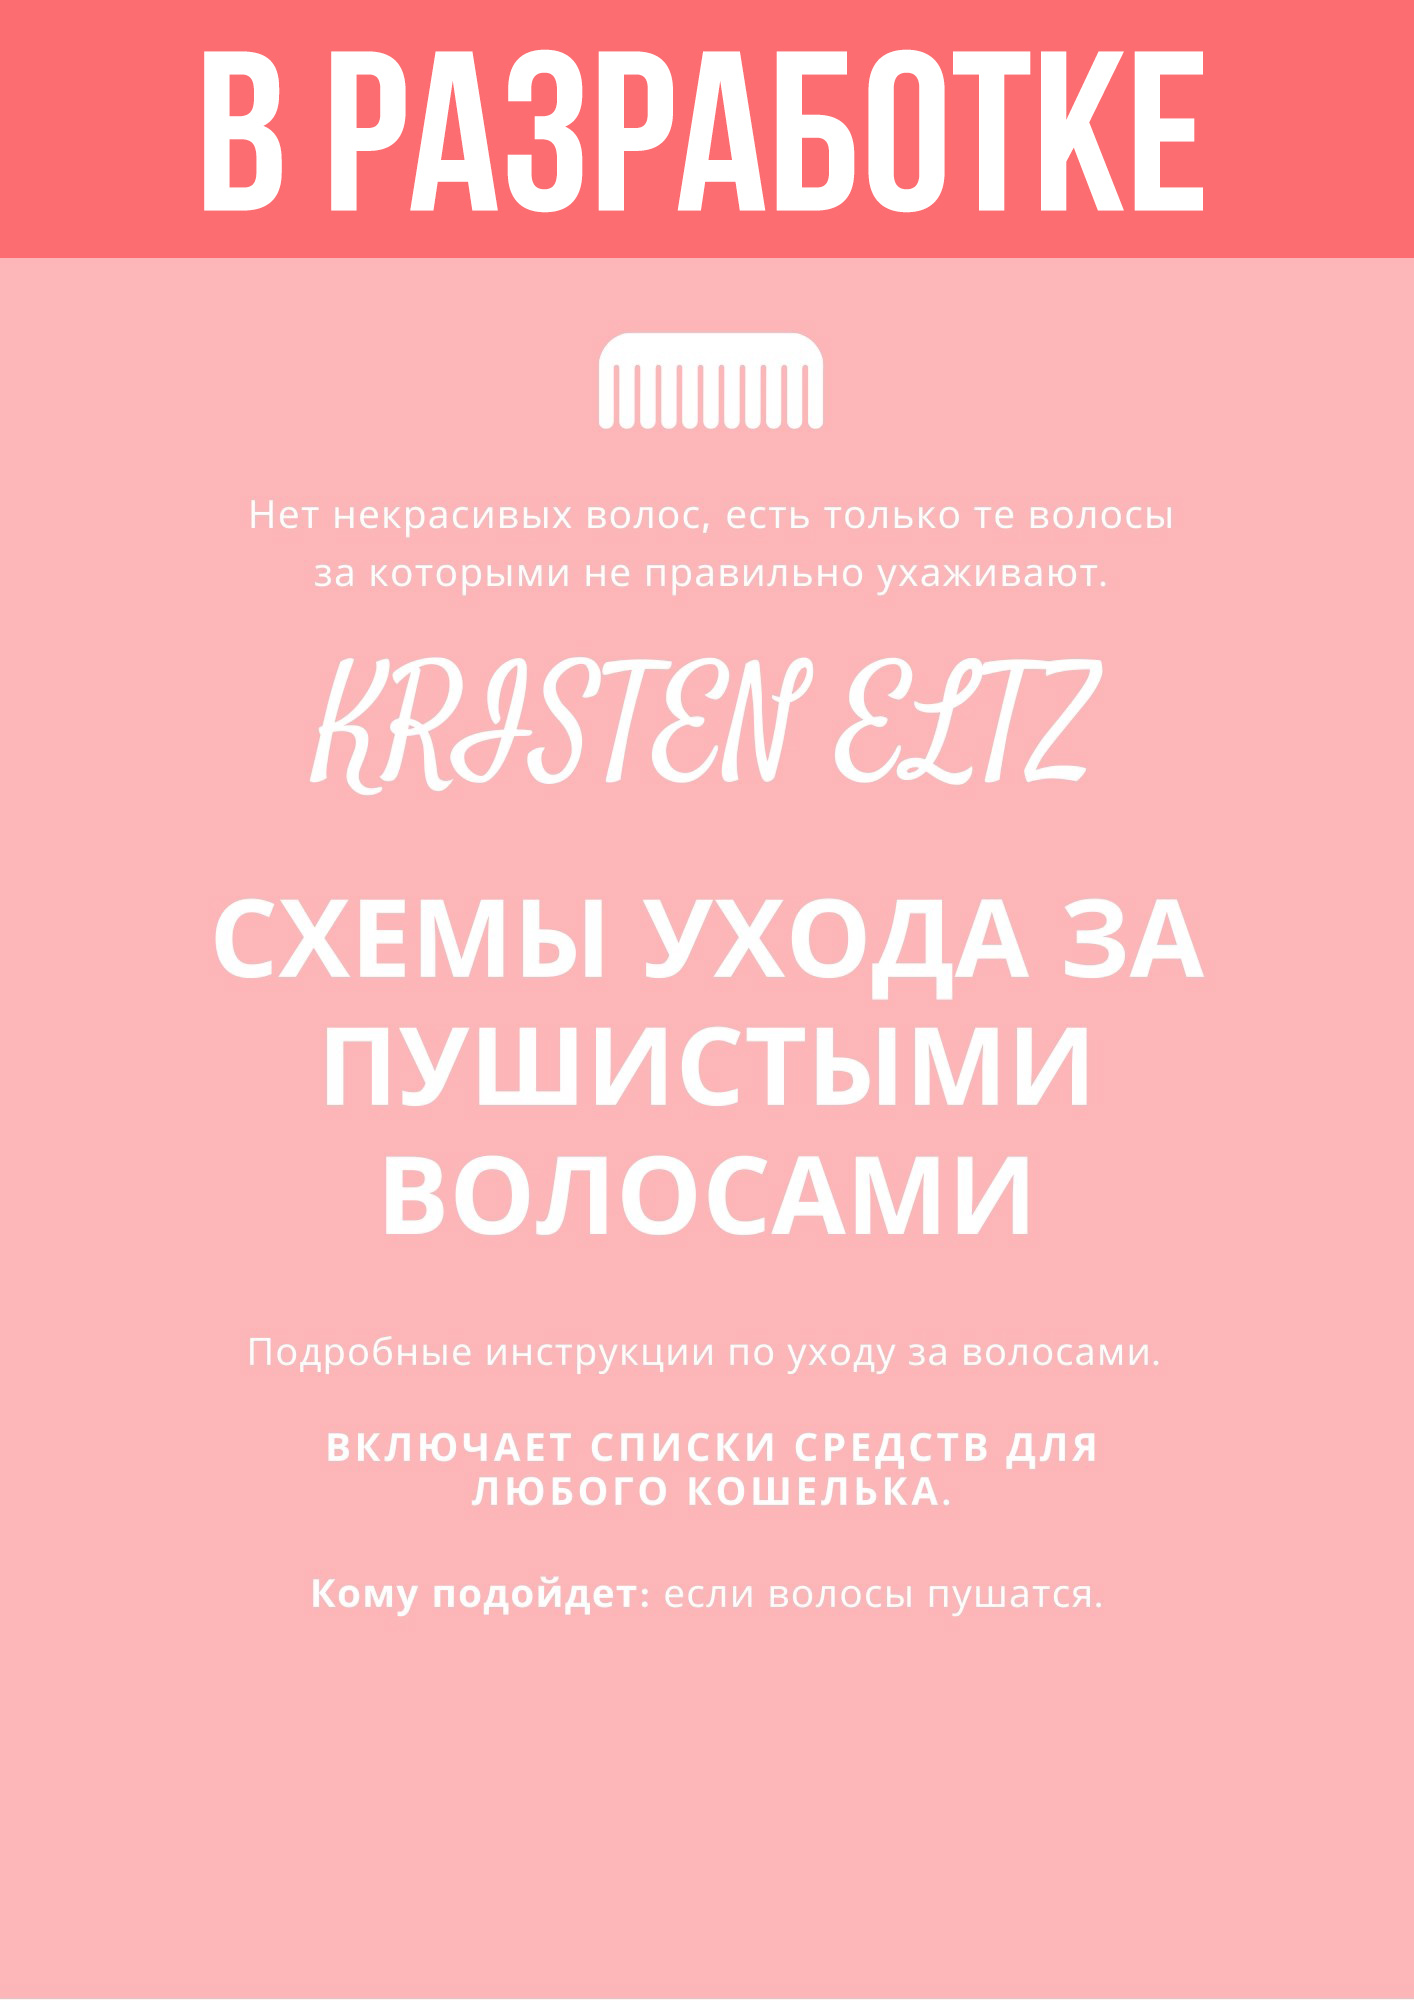 В РАЗРАБОТКЕ
Нет некрасивых волос, есть только те волосы
за которыми не правильно ухаживают.
KRISTEN ELTZ
СХЕМЫ УХОДА ЗА
ПУШИСТЫМИ
ВОЛОСАМИ
Подробные инструкции по уходу за волосами.
ВКЛЮЧАЕТ СПИСКИ СРЕДСТВ ДЛЯ
ЛЮБОГО КОШЕЛЬКА.
Кому подойдет: если волосы пушатся.